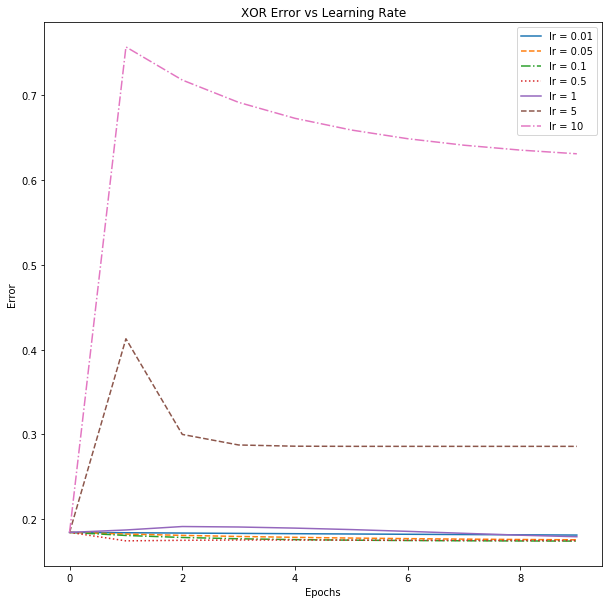 XOR Error vs Learning Rate
lr = 0.01
lr = 0.05
lr = 0.1
lr = 0.5
lr = 1
lr = 5
lr = 10
0.7
0.6
0.5
0.4
0.3
0.2
Error
0 2 4 6 8
Epochs